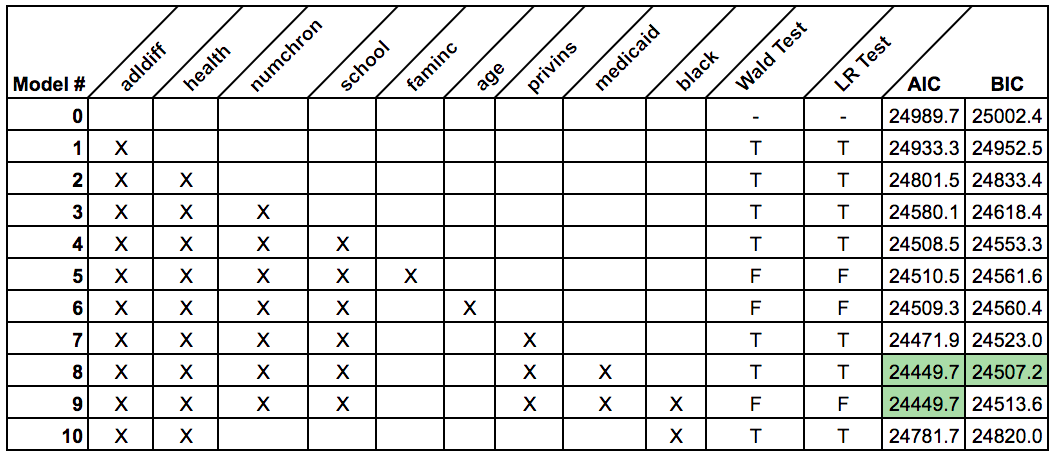 Model # adldiff health numchron school faminc age privins medicaid black Wald Test LR Test AIC BIC
0 - - 24989.7 25002.4
1 X T T 24933.3 24952.5
2 X X T T 24801.5 24833.4
3 X X X T T 24580.1 24618.4
4 X X X X T T 24508.5 24553.3
5 X X X X X F F 24510.5 24561.6
6 X X X X X F F 24509.3 24560.4
7 X X X X X T T 24471.9 24523.0
8 X X X X X X T T 24449.7 24507.2
9 X X X X X X X F F 24449.7 24513.6
10 X X X T T 24781.7 24820.0